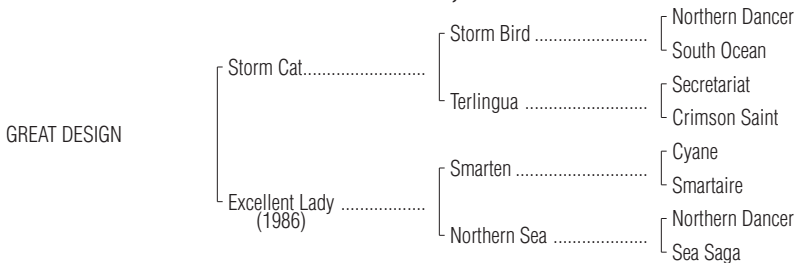 Northern Dancer
Storm Bird ........................
South Ocean
Storm Cat..........................
Secretariat
Terlingua ..........................
Crimson Saint
GREAT DESIGN
Cyane
Smarten ............................
Smartaire
Excellent Lady ..................
(1986)
Northern Dancer
Northern Sea ....................
Sea Saga